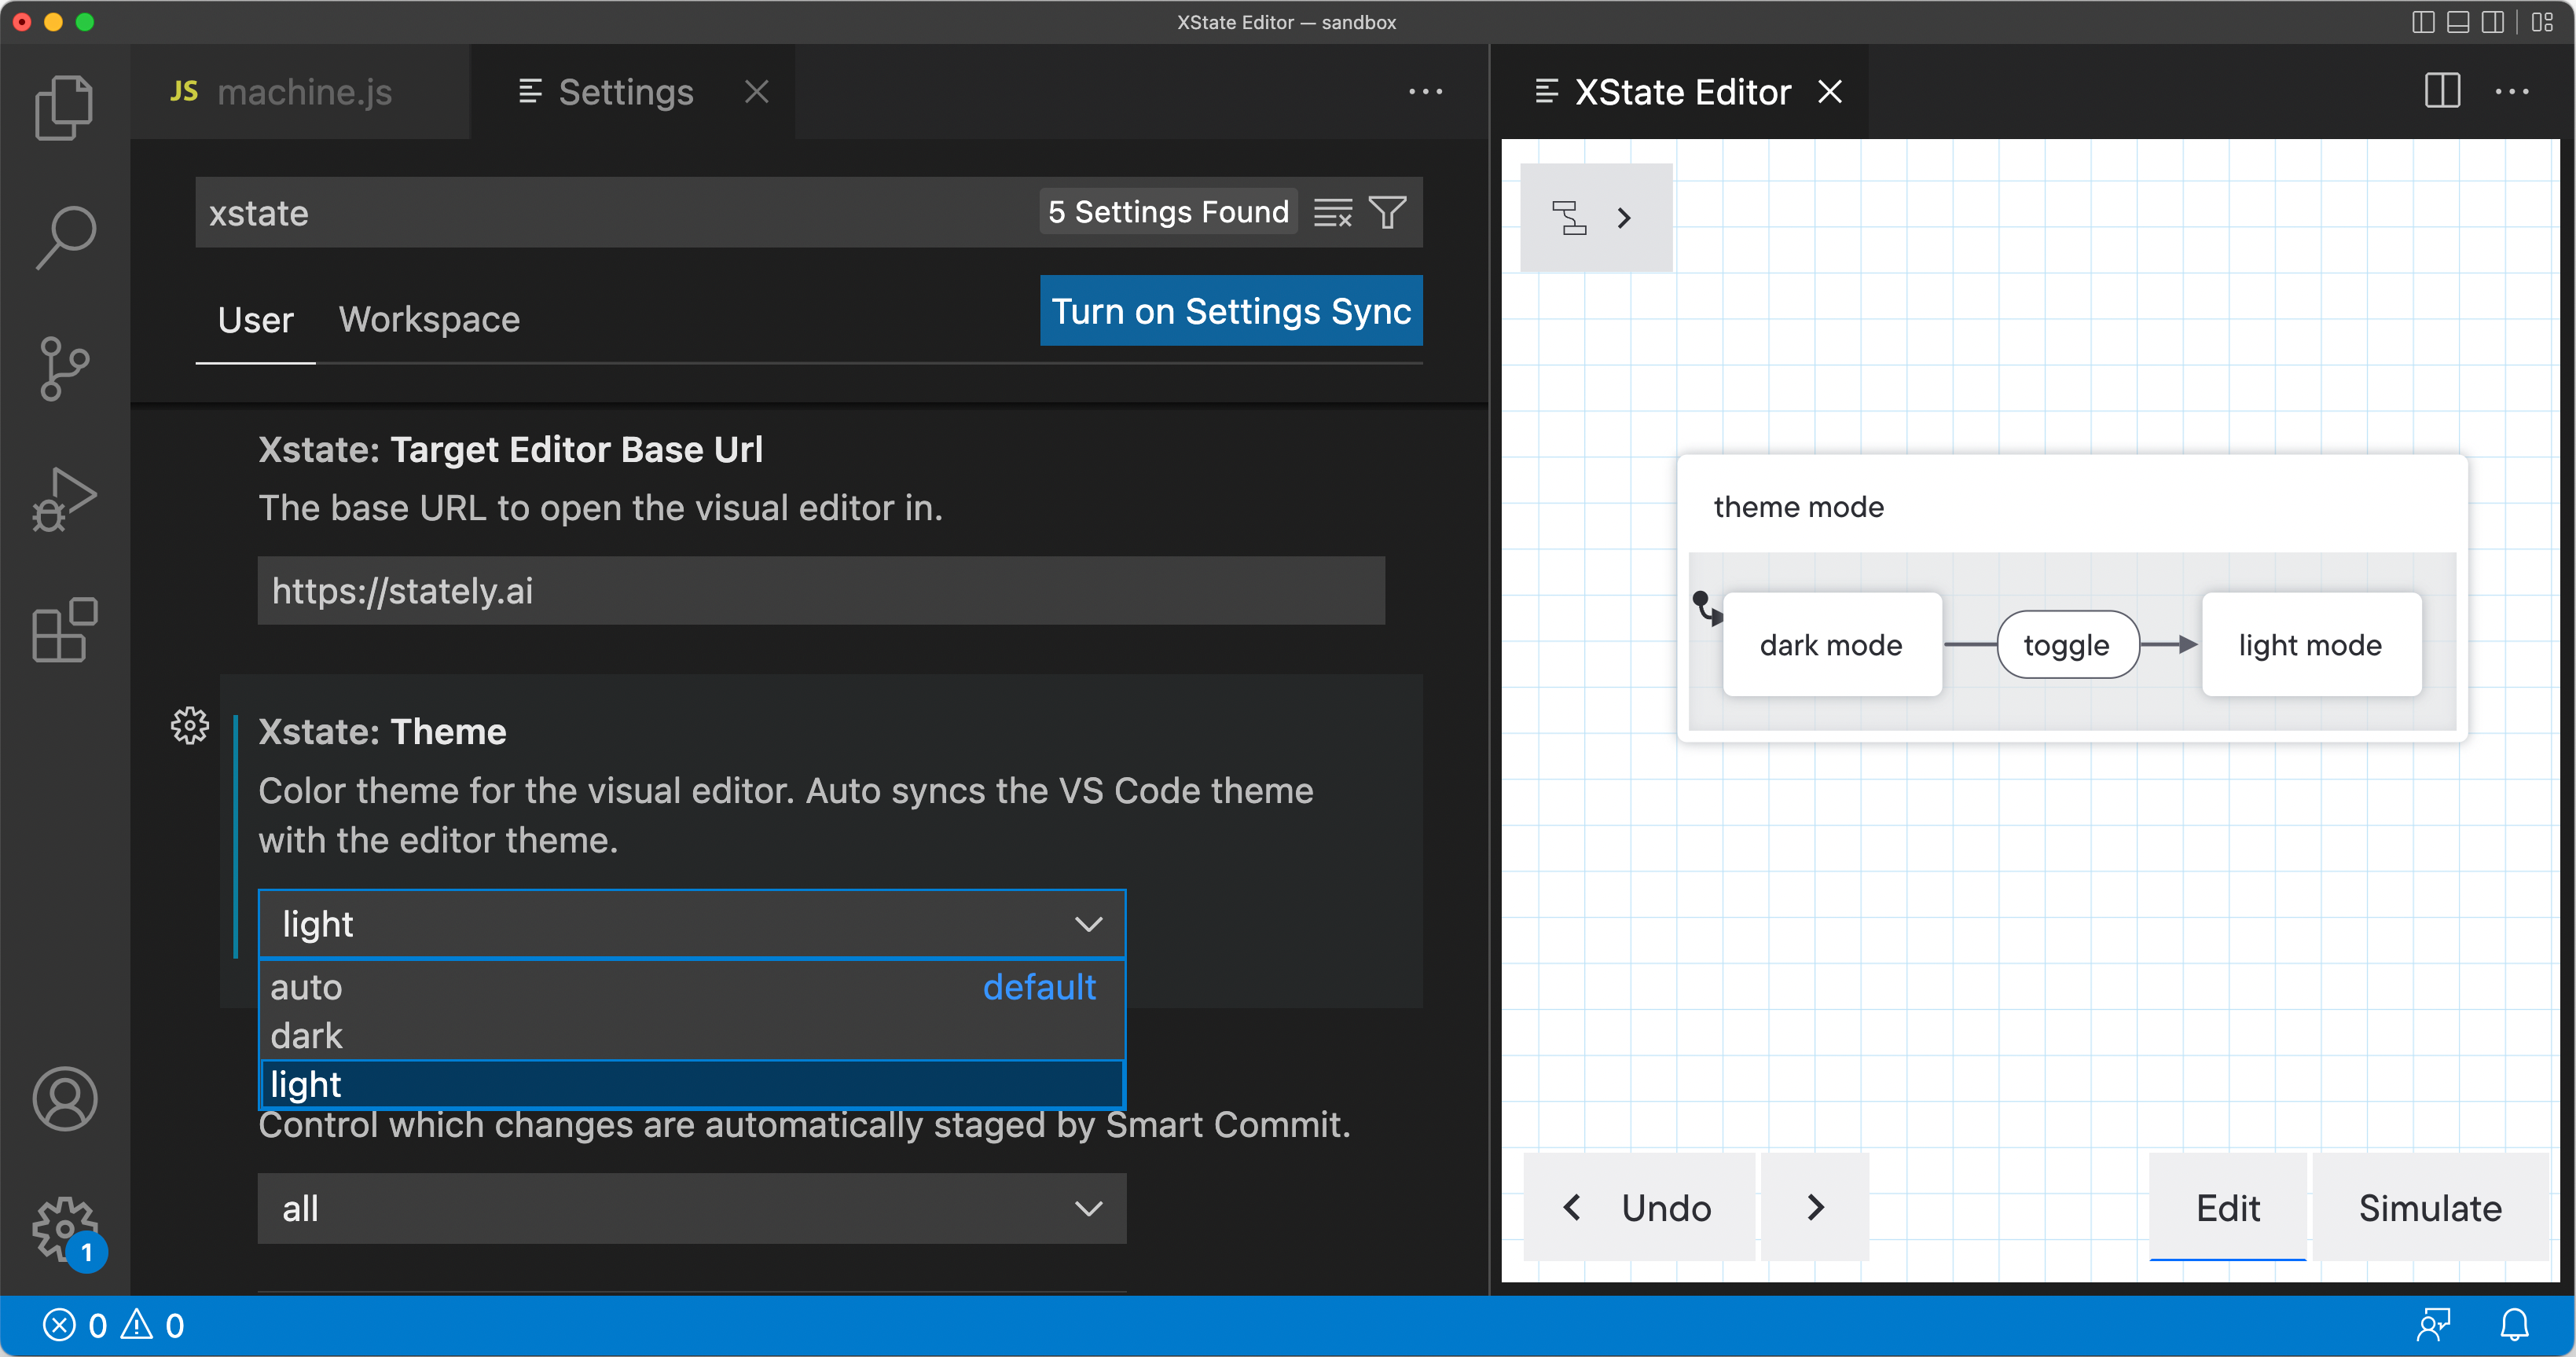 XState Editor — sandbox
JS machine.js
Settings
XState Editor
xstate
5 Settings Found
User
Workspace
Turn on Settings Sync
Xstate: Target Editor Base Url
The base URL to open the visual editor in.
https://stately.ai
Xstate: Theme
Color theme for the visual editor. Auto syncs the VS Code theme
with the editor theme.
light
auto default
dark
light
Control which changes are automatically staged by Smart Commit.
all
theme mode
dark mode
toggle
light mode
Undo
Edit
Simulate
1
0
0